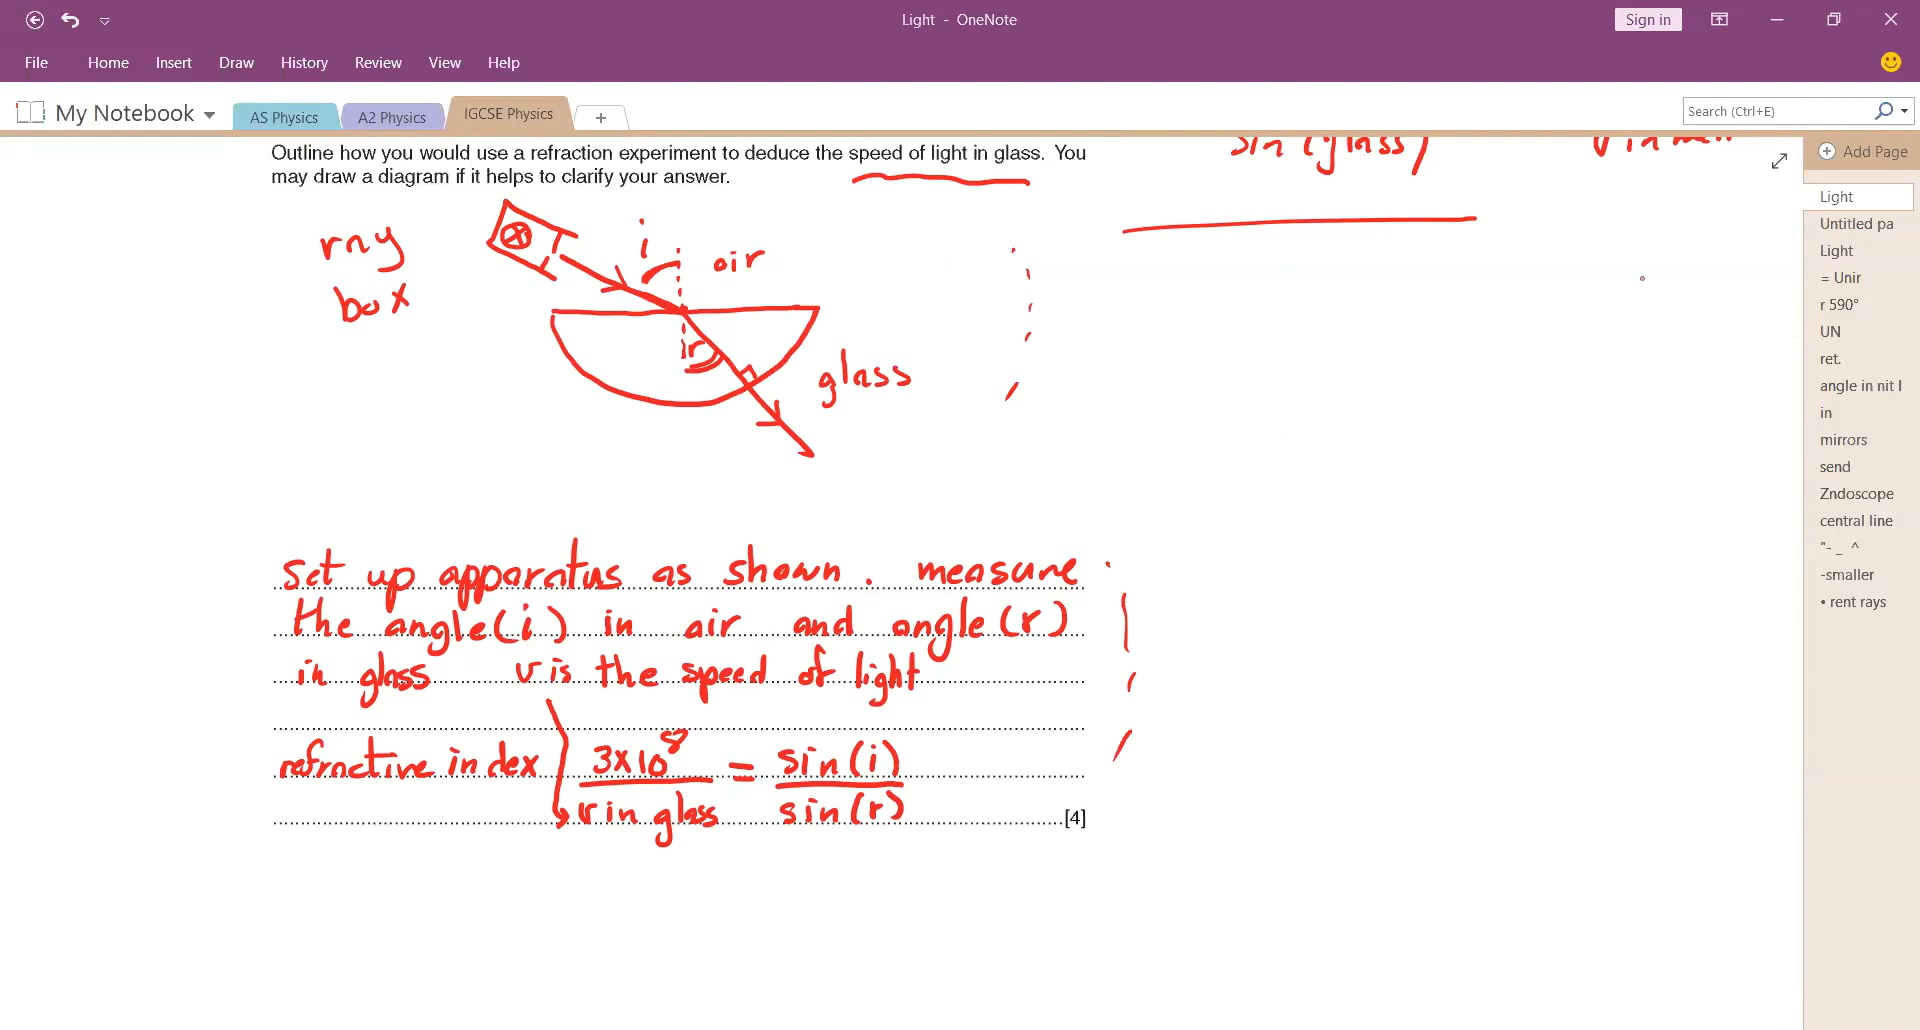 Light - OneNote
Sign in
File Home Insert Draw History Review View Help
My Notebook
AS Physics
A2 Physics
IGCSE Physics
+
Search (Ctrl+E)
Add Page
Outline how you would use a refraction experiment to deduce the speed of light in glass. You
may draw a diagram if it helps to clarify your answer.
sin (glass)
ray
box
i
air
r
glass
set up apparatus as shown. measure
the angle(i) in air and angle(r)
in glass v is the speed of light
refractive index 3x10⁸ = sin(i)
v in glass sin(r)
[4]
Light
Untitled pa
Light
= Unir
r 590°
UN
ret.
angle in nit I
in
mirrors
send
Zndoscope
central line
"- _ ^
-smaller
• rent rays